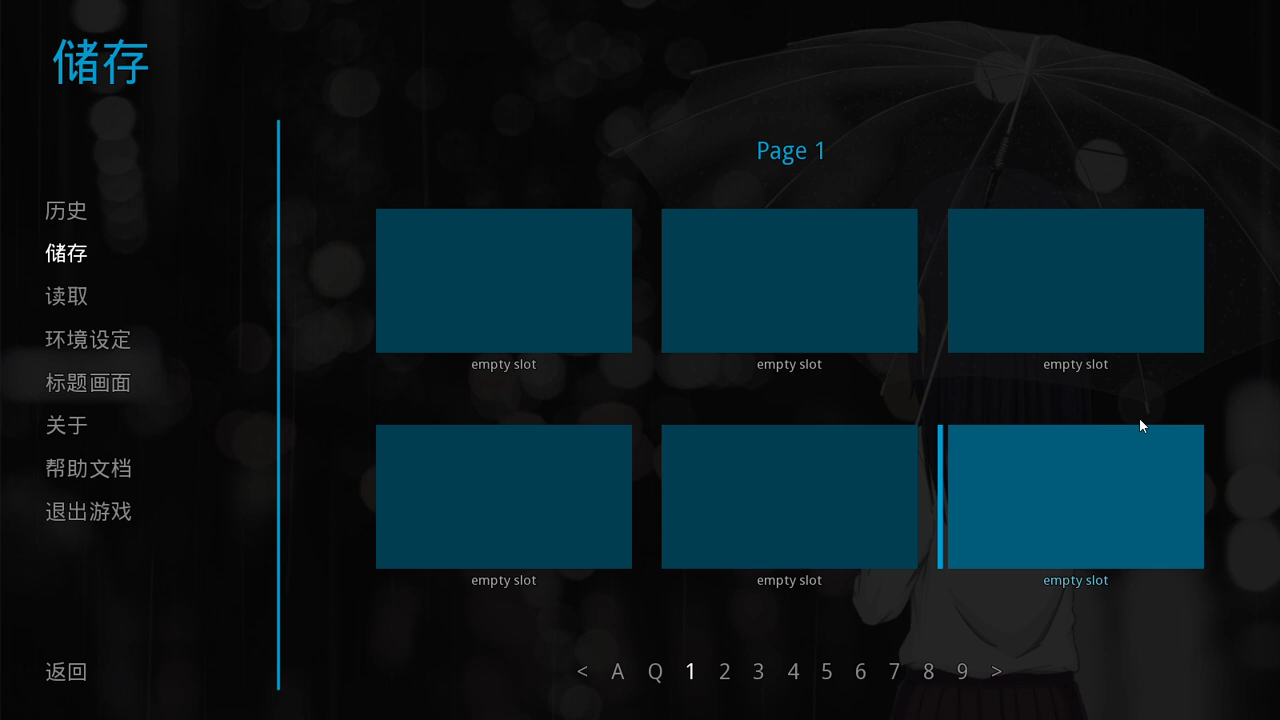 储存
历史
储存
读取
环境设定
标题画面
关于
帮助文档
退出游戏
返回
Page 1
empty slot empty slot empty slot
empty slot empty slot empty slot
< A Q 1 2 3 4 5 6 7 8 9 >